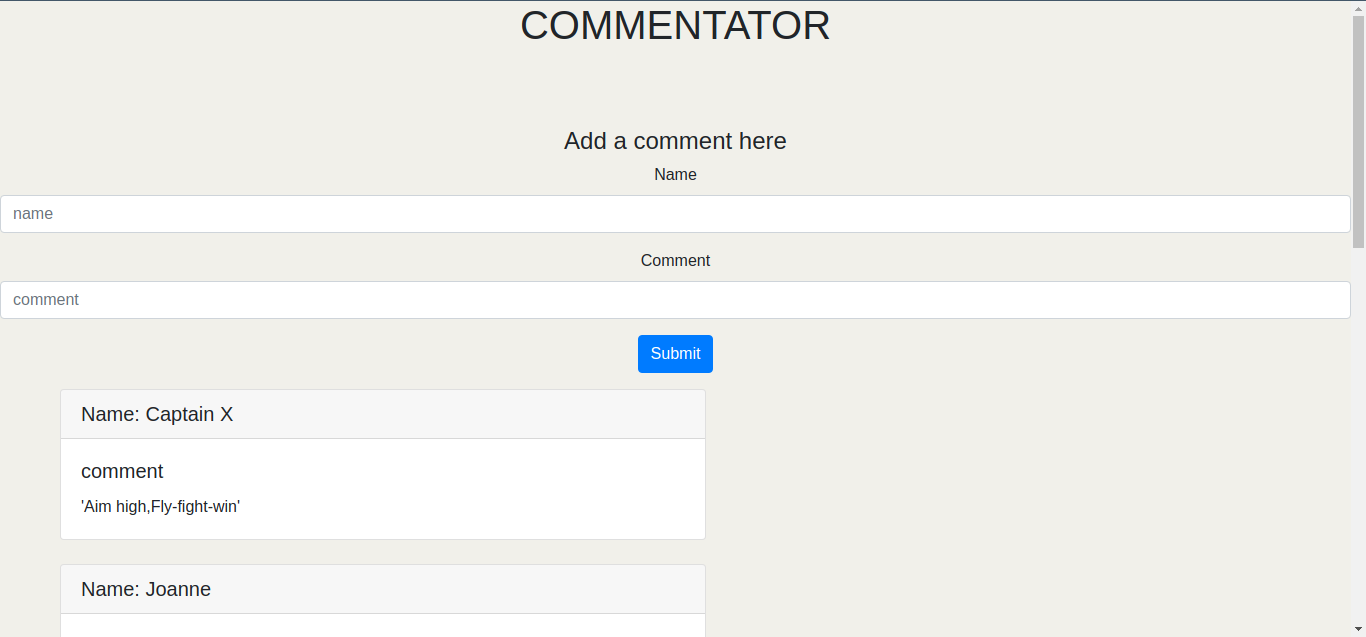 COMMENTATOR
Add a comment here
Name
name
Comment
comment
Submit
Name: Captain X
comment
'Aim high,Fly-fight-win'
Name: Joanne